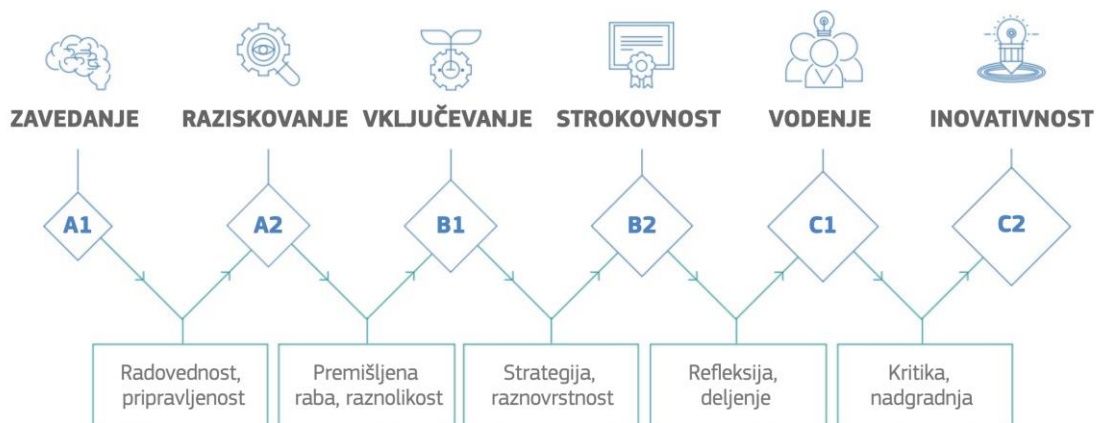 ZAVEDANJE RAZISKOVANJE VKLJUČEVANJE STROKOVNOST VODENJE INOVATIVNOST
A1 A2 B1 B2 C1 C2
Radovednost,
pripravljenost
Premišljena
raba, raznolikost
Strategija,
raznovrstnost
Refleksija,
deljenje
Kritika,
nadgradnja